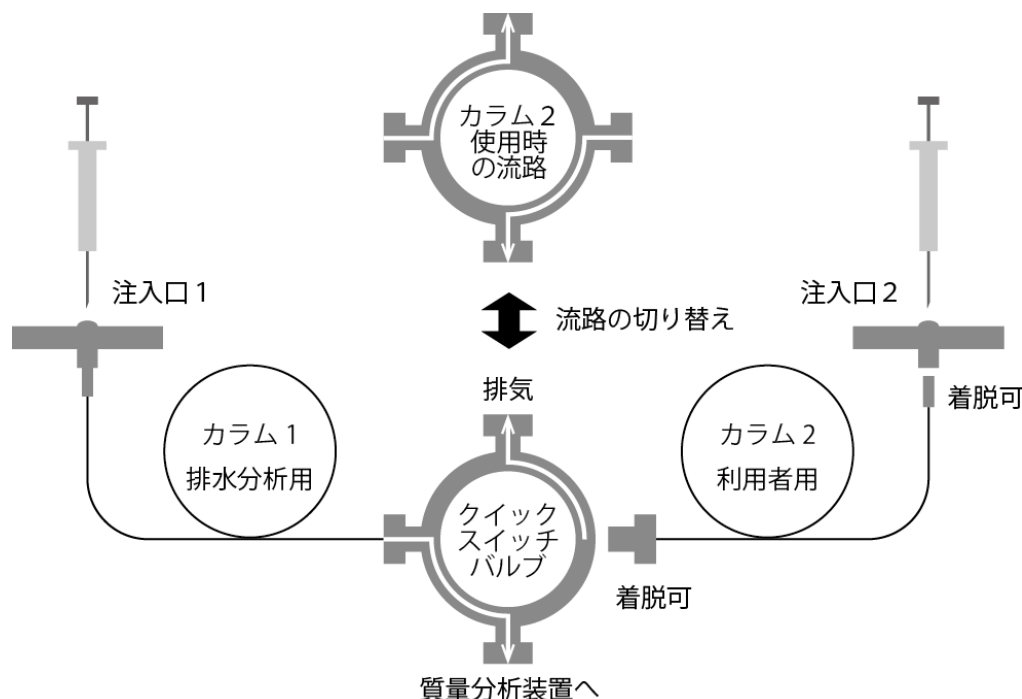 カラム 2
使用時
の流路
注入口 1
注入口 2
流路の切り替え
排気
着脱可
カラム 1
排水分析用
カラム 2
利用者用
クイック
スイッチ
バルブ
着脱可
質量分析装置へ